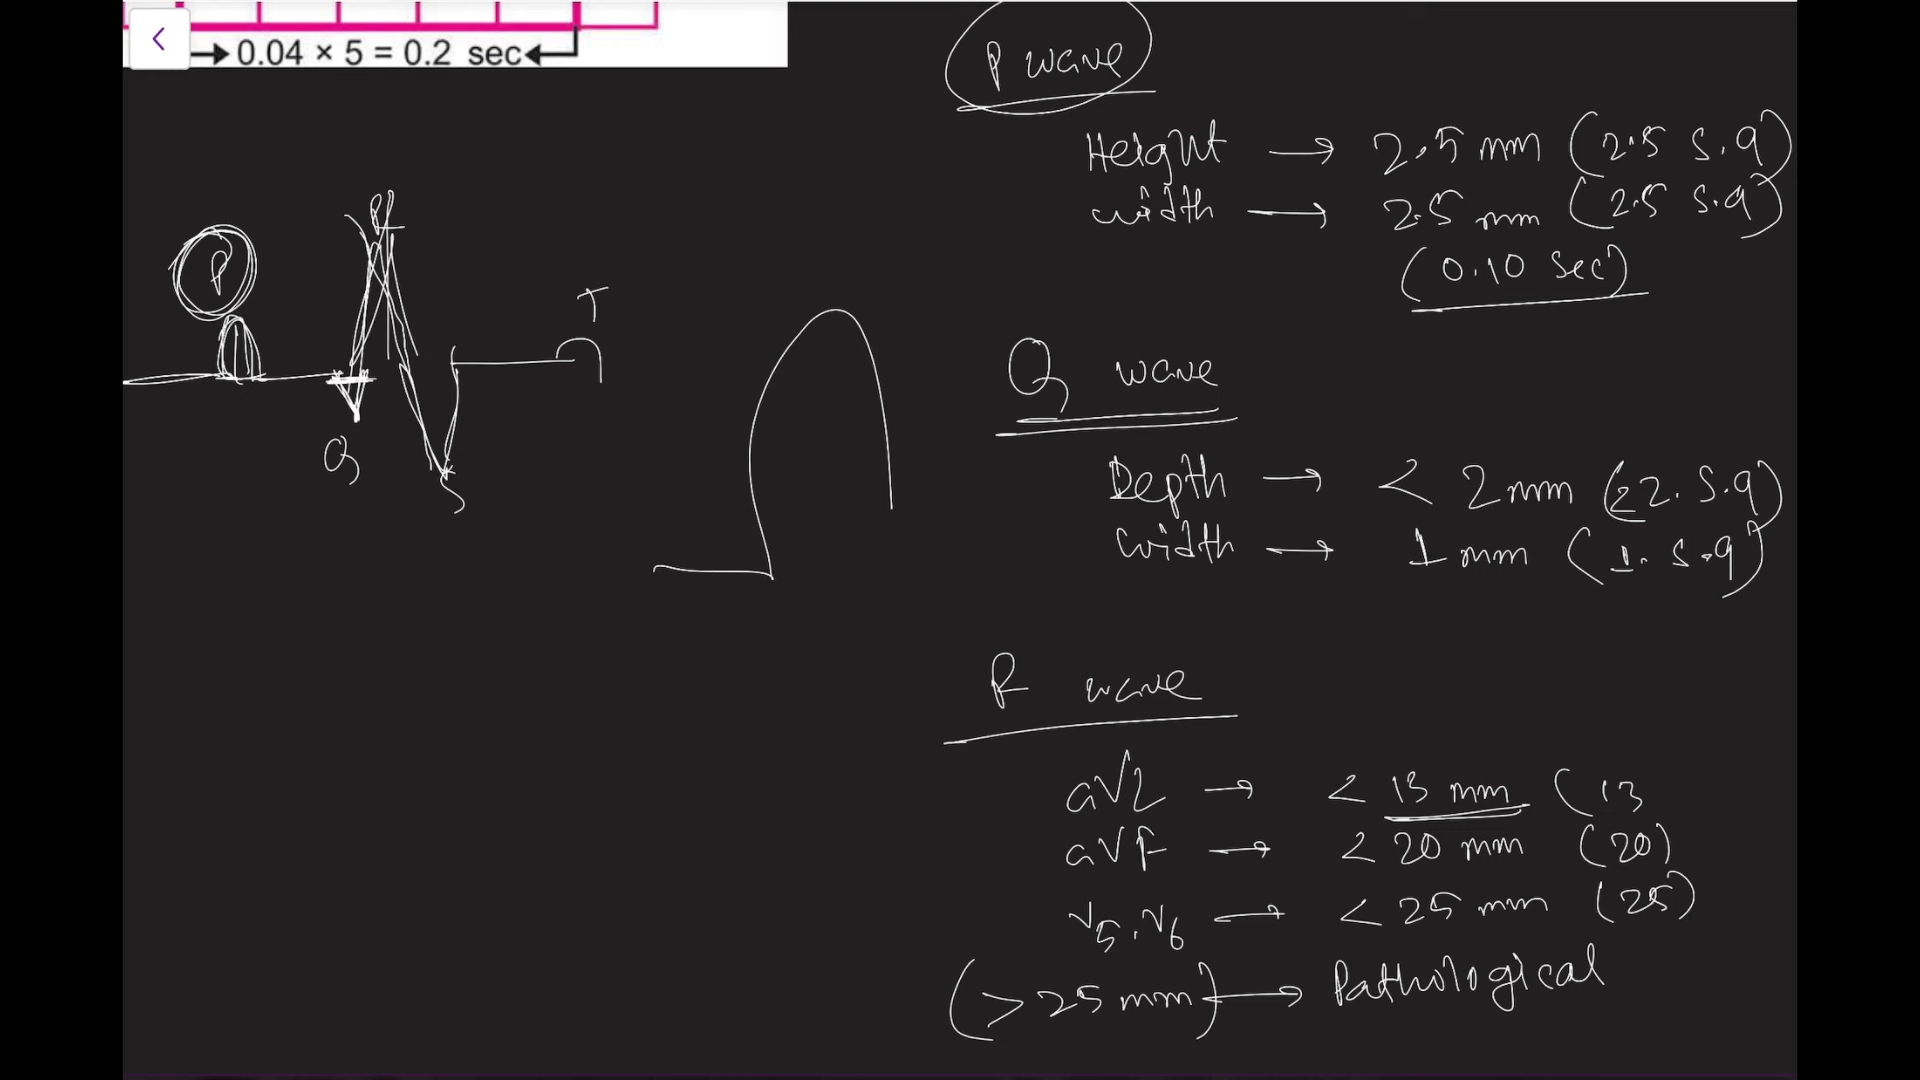 0.04 × 5 = 0.2 sec
P wave
Height → 2.5 mm (2.5 s.q)
width → 2.5 mm (2.5 s.q)
(0.10 sec)
P
R
Q
S
T
Q wave
Depth → < 2mm (<2. s.q)
width → 1 mm (1. s.q)
R wave
aVL → < 13 mm (13
aVF → < 20 mm (20)
V5, V6 → < 25 mm (25)
(> 25 mm) → Pathological